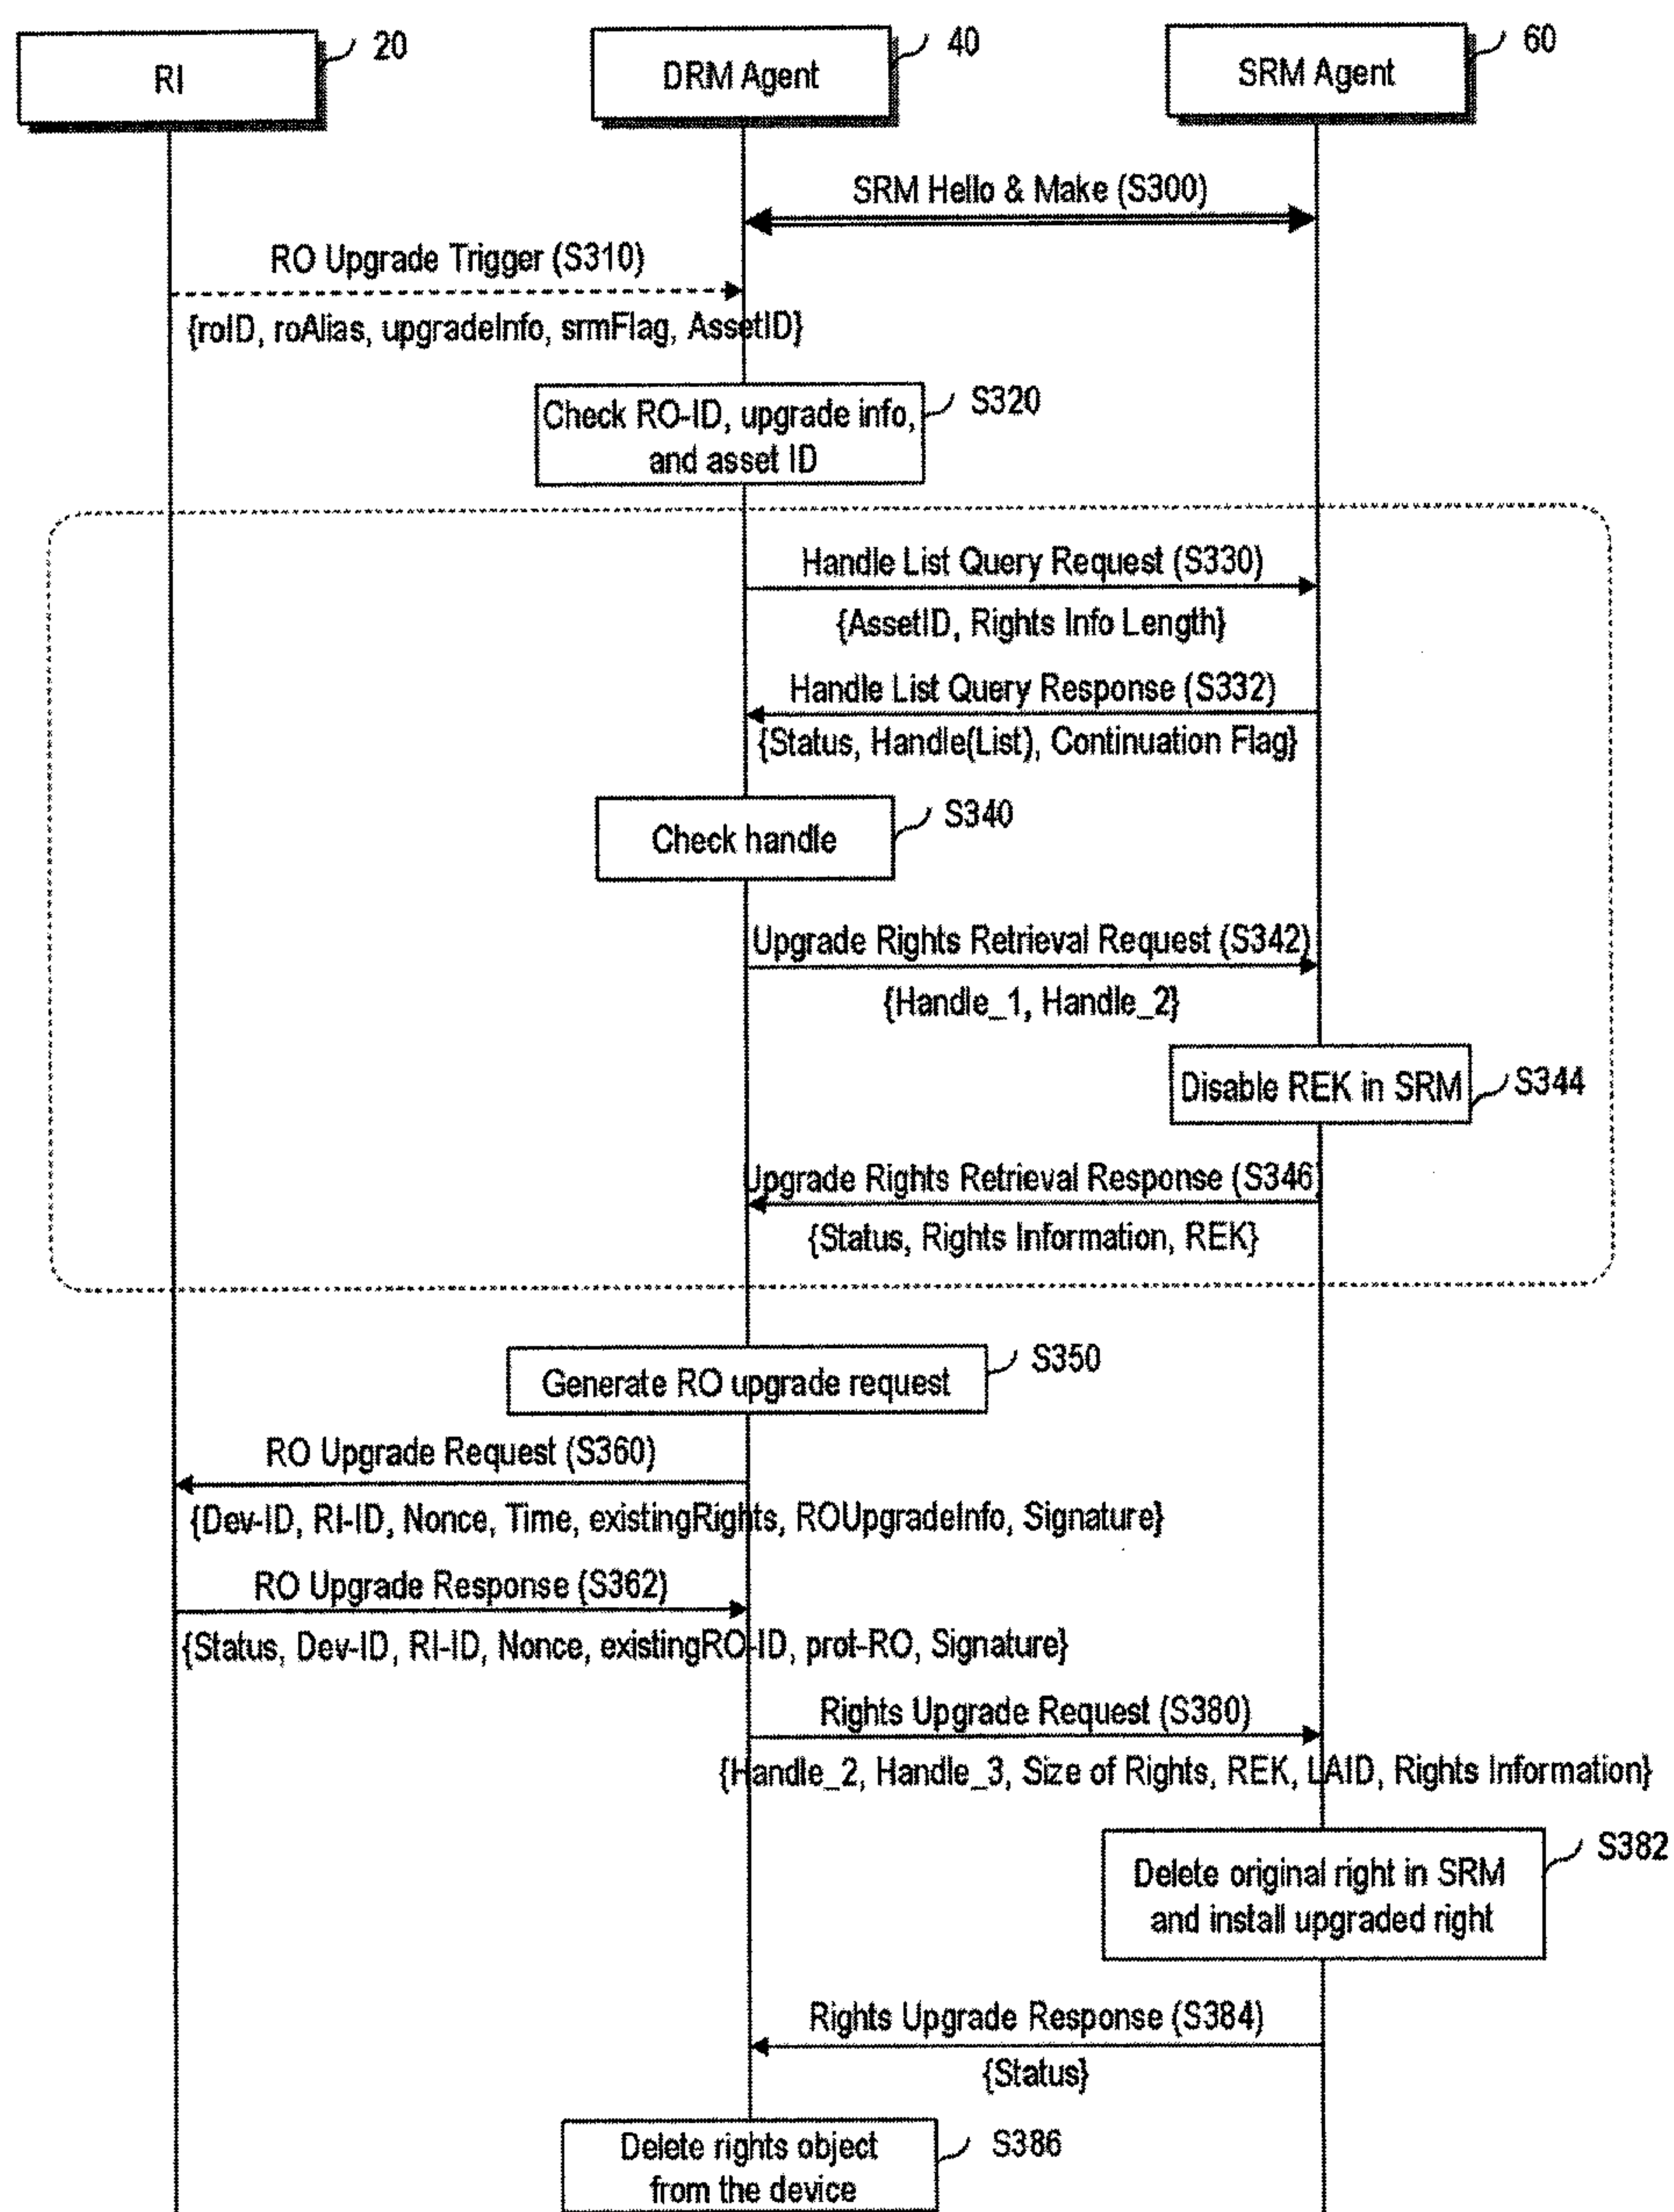 RI
20
DRM Agent
40
SRM Agent
60
SRM Hello & Make (S300)
RO Upgrade Trigger (S310)
{roID, roAlias, upgradeInfo, srmFlag, AssetID}
Check RO-ID, upgrade info,
and asset ID
S320
Handle List Query Request (S330)
{AssetID, Rights Info Length}
Handle List Query Response (S332)
{Status, Handle(List), Continuation Flag}
Check handle
S340
Upgrade Rights Retrieval Request (S342)
{Handle_1, Handle_2}
Disable REK in SRM
S344
Upgrade Rights Retrieval Response (S346)
{Status, Rights Information, REK}
Generate RO upgrade request
S350
RO Upgrade Request (S360)
{Dev-ID, RI-ID, Nonce, Time, existingRights, ROUpgradeInfo, Signature}
RO Upgrade Response (S362)
{Status, Dev-ID, RI-ID, Nonce, existingRO-ID, prot-RO, Signature}
Rights Upgrade Request (S380)
{Handle_2, Handle_3, Size of Rights, REK, LAID, Rights Information}
Delete original right in SRM
and install upgraded right
S382
Rights Upgrade Response (S384)
{Status}
Delete rights object
from the device
S386